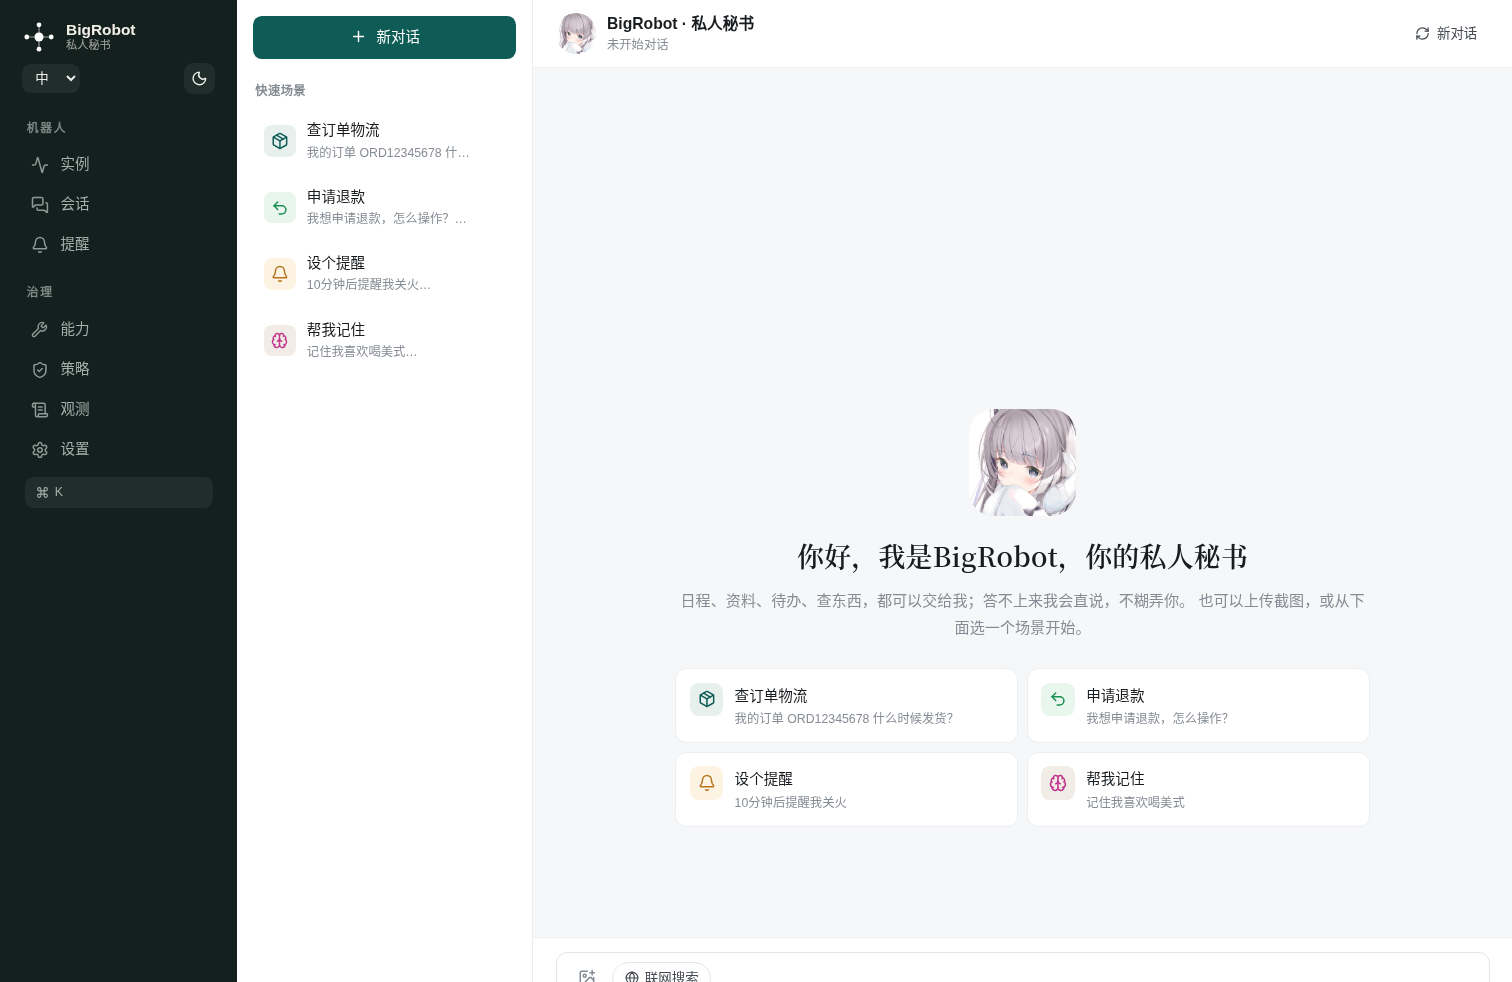 BigRobot
私人秘书
中
机器人
实例
会话
提醒
治理
能力
策略
观测
设置
⌘ K
新对话
快速场景
查订单物流
我的订单 ORD12345678 什...
申请退款
我想申请退款，怎么操作？...
设个提醒
10分钟后提醒我关火...
帮我记住
记住我喜欢喝美式...
BigRobot · 私人秘书
未开始对话
新对话
你好，我是BigRobot，你的私人秘书
日程、资料、待办、查东西，都可以交给我；答不上来我会直说，不糊弄你。 也可以上传截图，或从下
面选一个场景开始。
查订单物流
我的订单 ORD12345678 什么时候发货？
申请退款
我想申请退款，怎么操作？
设个提醒
10分钟后提醒我关火
帮我记住
记住我喜欢喝美式
联网搜索